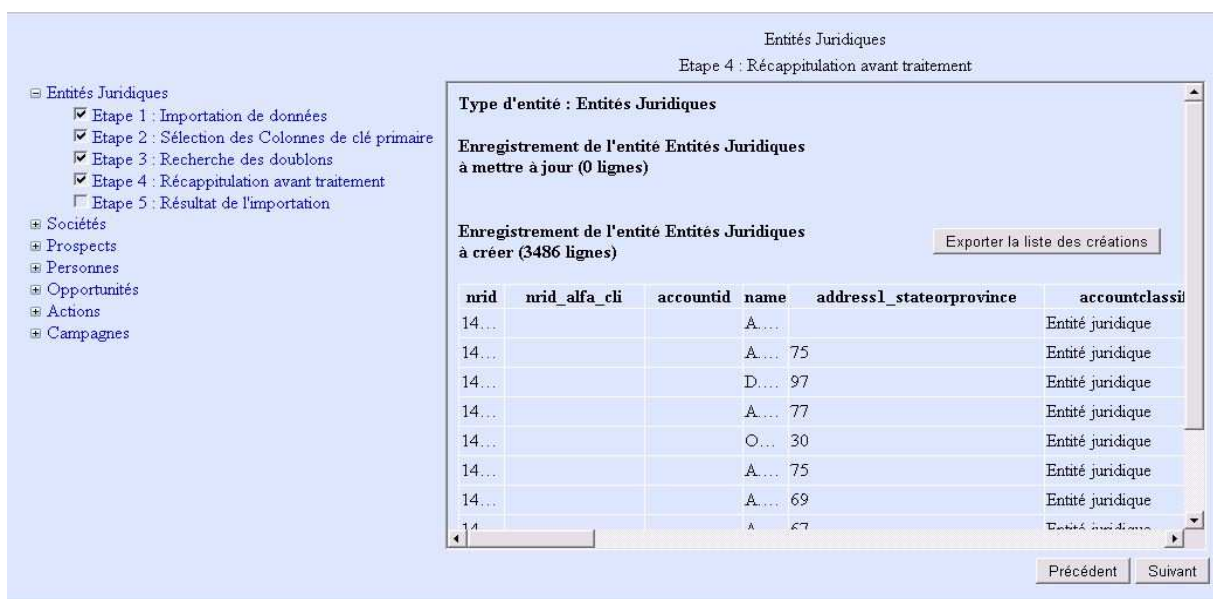 Entités Juridiques
Etape 4 : Récappitulation avant traitement
Entités Juridiques
Etape 1 : Importation de données
Etape 2 : Sélection des Colonnes de clé primaire
Etape 3 : Recherche des doublons
Etape 4 : Récappitulation avant traitement
Etape 5 : Résultat de l'importation
Sociétés
Prospects
Personnes
Opportunités
Actions
Campagnes
Type d'entité : Entités Juridiques
Enregistrement de l'entité Entités Juridiques
à mettre à jour (0 lignes)
Enregistrement de l'entité Entités Juridiques
à créer (3486 lignes)
Exporter la liste des créations
nrid nrid_alfa_cli accountid name address1_stateorprovince accountclassif
14... A... Entité juridique
14... A... 75 Entité juridique
14... D... 97 Entité juridique
14... A... 77 Entité juridique
14... O... 30 Entité juridique
14... A... 75 Entité juridique
14... A... 69 Entité juridique
14 A 67 Entité juridique
Précédent Suivant